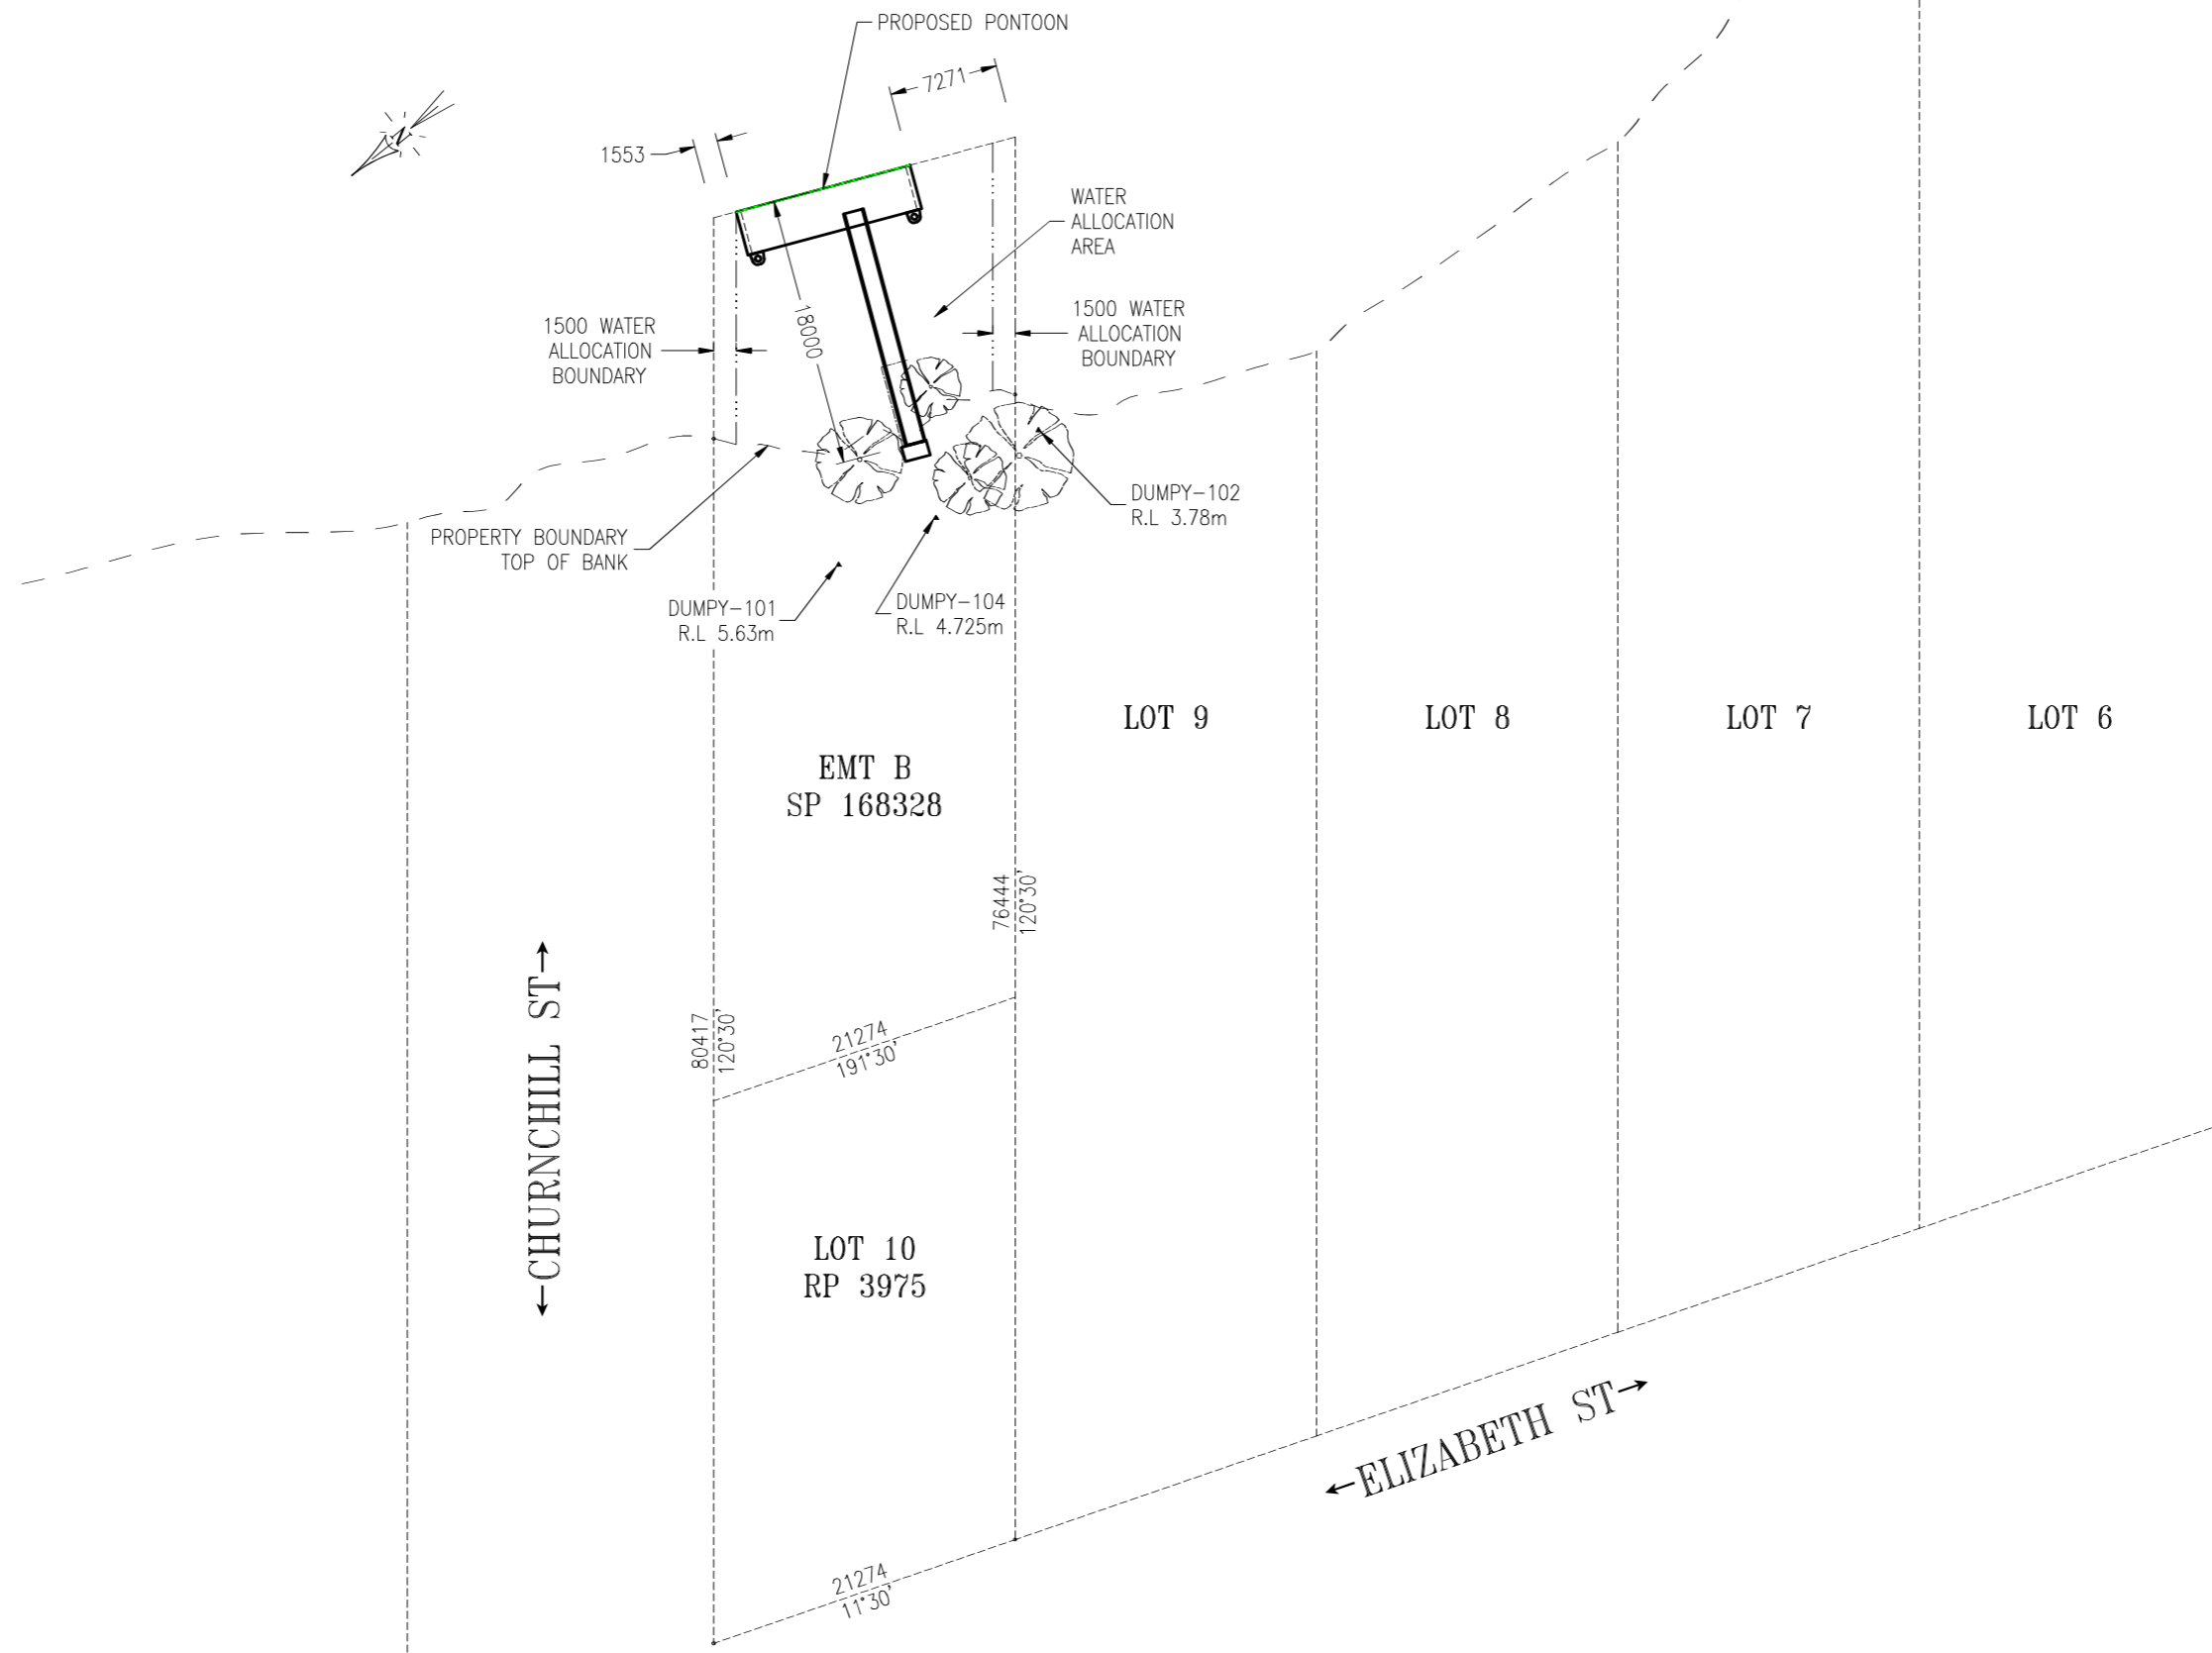 PROPOSED PONTOON
7271
1553
N
WATER
ALLOCATION
AREA
1500 WATER
ALLOCATION
BOUNDARY
18000
1500 WATER
ALLOCATION
BOUNDARY
PROPERTY BOUNDARY
TOP OF BANK
DUMPY-102
R.L 3.78m
DUMPY-101
R.L 5.63m
DUMPY-104
R.L 4.725m
LOT 9
LOT 8
LOT 7
LOT 6
EMT B
SP 168328
76444
120°30'
80417
120°30'
21274
191°30'
CHURNCHILL ST
LOT 10
RP 3975
ELIZABETH ST
21274
11°30'